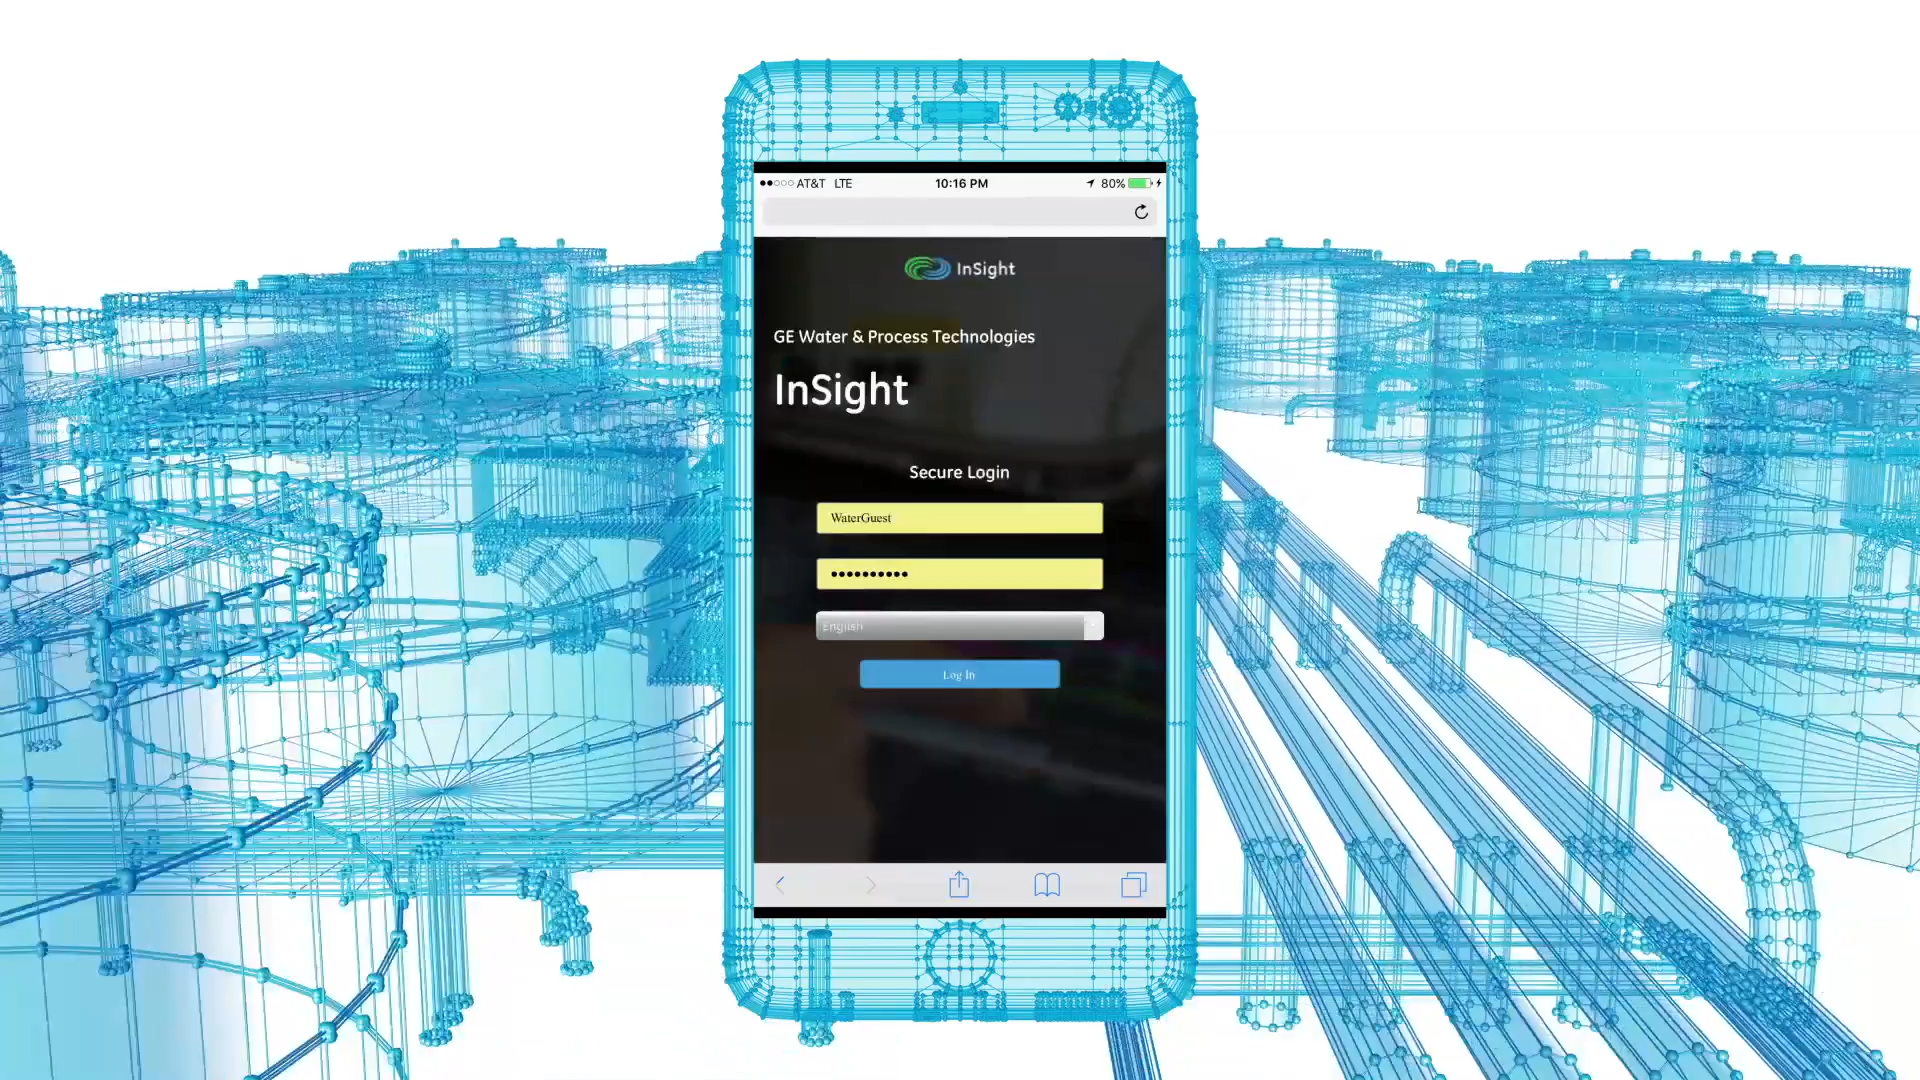 AT&T LTE 10:16 PM 80%
InSight
GE Water & Process Technologies
InSight
Secure Login
WaterGuest
••••••••••
English
Log In